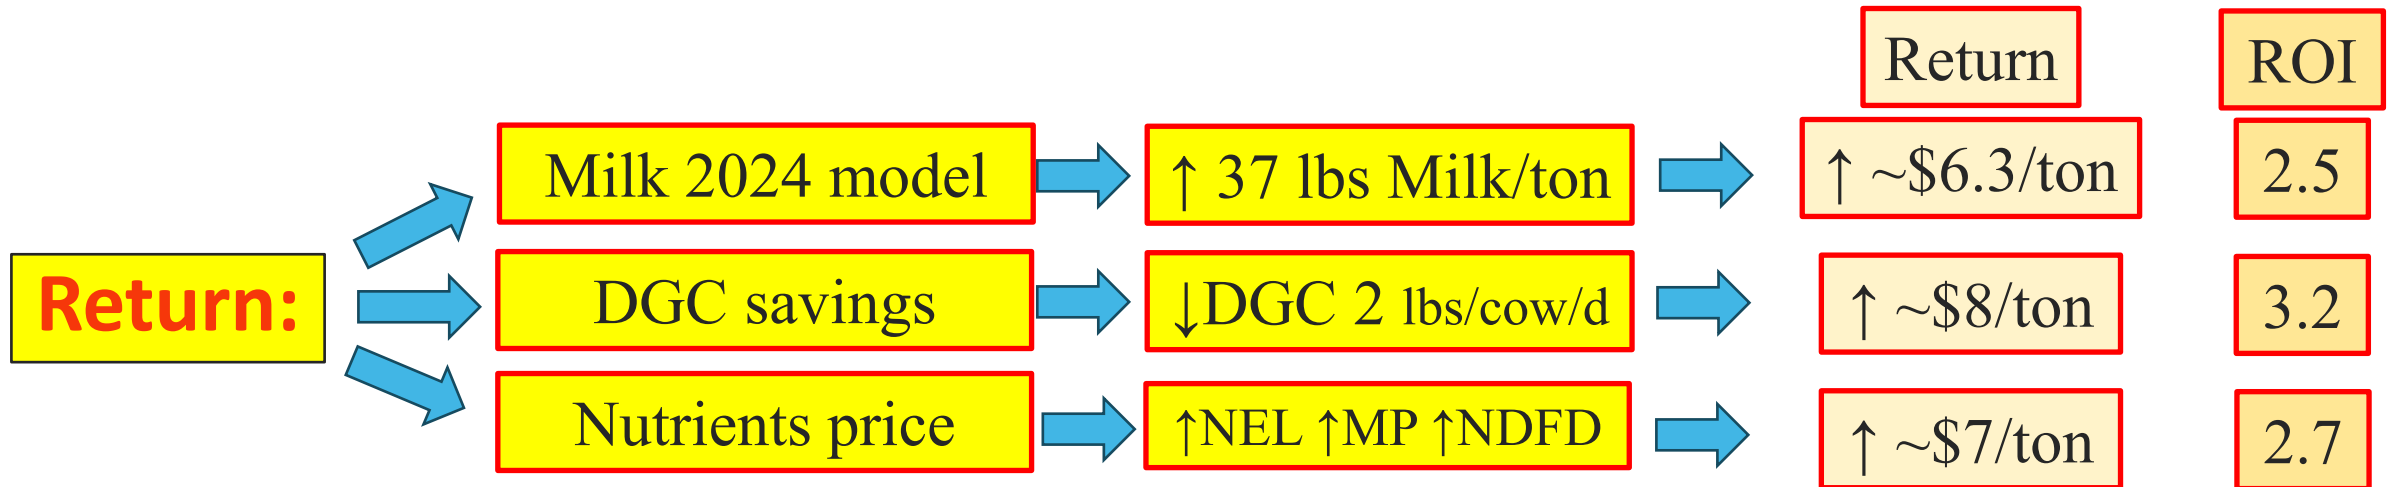 Return ROI
Milk 2024 model ↑ 37 lbs Milk/ton ↑ ~$6.3/ton 2.5
Return: DGC savings ↓DGC 2 lbs/cow/d ↑ ~$8/ton 3.2
Nutrients price ↑NEL ↑MP ↑NDFD ↑ ~$7/ton 2.7